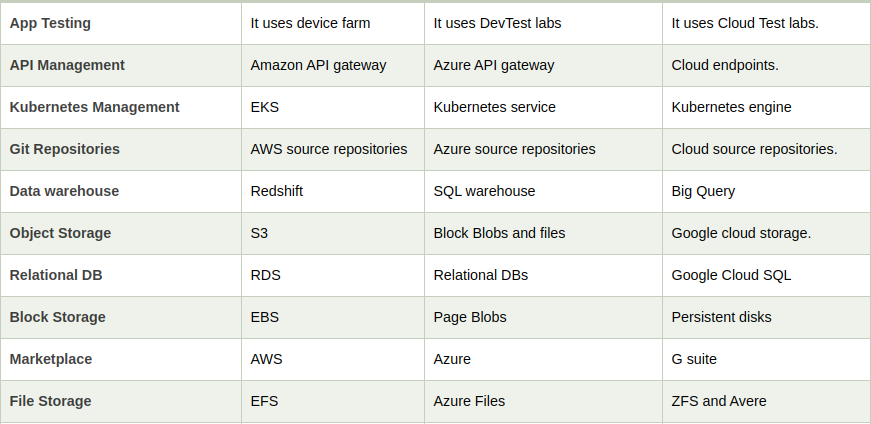 App Testing It uses device farm It uses DevTest labs It uses Cloud Test labs.
API Management Amazon API gateway Azure API gateway Cloud endpoints.
Kubernetes Management EKS Kubernetes service Kubernetes engine
Git Repositories AWS source repositories Azure source repositories Cloud source repositories.
Data warehouse Redshift SQL warehouse Big Query
Object Storage S3 Block Blobs and files Google cloud storage.
Relational DB RDS Relational DBs Google Cloud SQL
Block Storage EBS Page Blobs Persistent disks
Marketplace AWS Azure G suite
File Storage EFS Azure Files ZFS and Avere